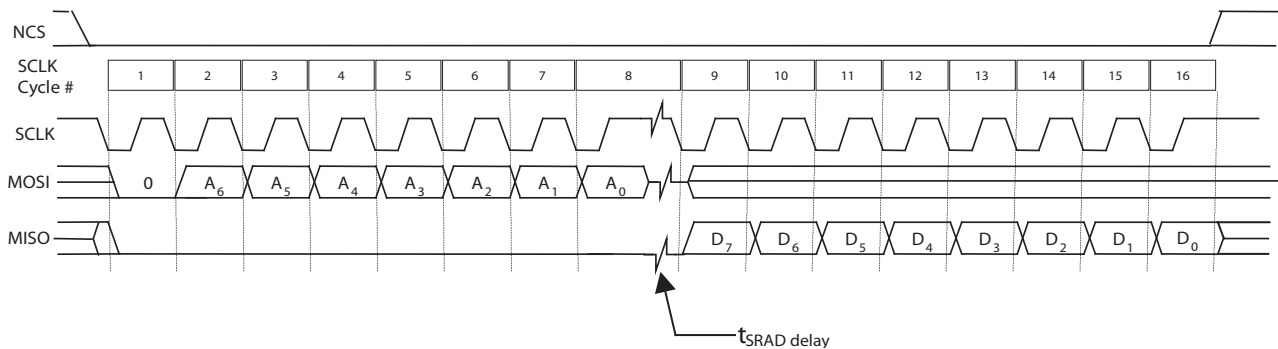 NCS
SCLK
Cycle #
1 2 3 4 5 6 7 8 9 10 11 12 13 14 15 16
SCLK
MOSI
0 A6 A5 A4 A3 A2 A1 A0
MISO
D7 D6 D5 D4 D3 D2 D1 D0
tSRAD delay